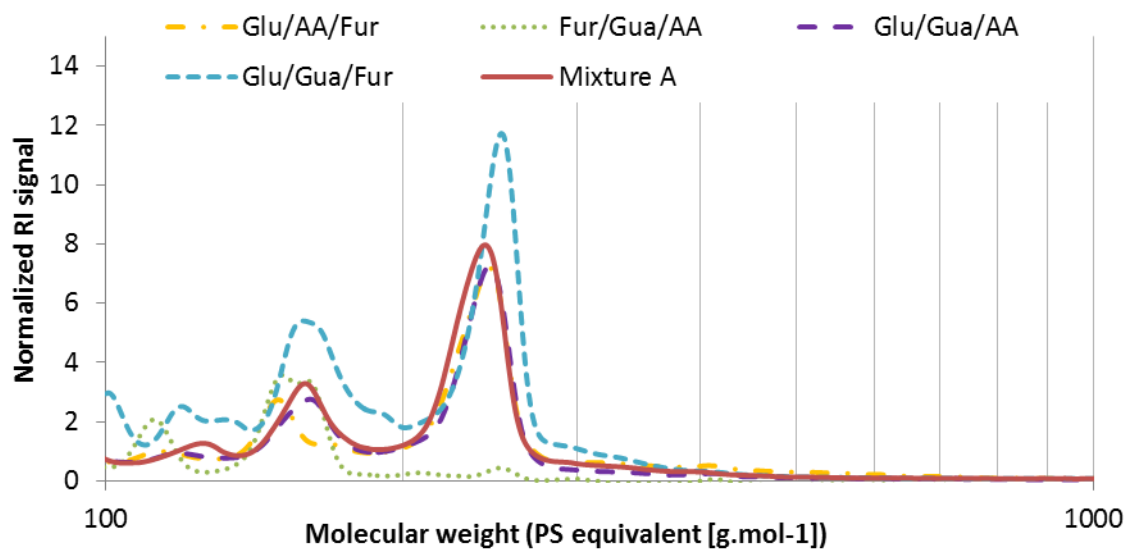 Glu/AA/Fur Fur/Gua/AA Glu/Gua/AA
Glu/Gua/Fur Mixture A
14
12
10
8
6
4
2
0
Normalized RI signal
100 1000
Molecular weight (PS equivalent [g.mol-1])